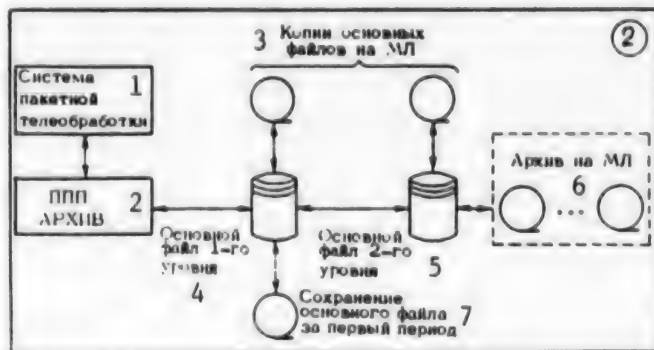 3 Копии основных
файлов на МЛ
2
Система 1
пакетной
телеобработки
ППП 2
АРХИВ
Архив на МЛ
6
...
Основной
файл 1-го
уровня
4
Основной
файл 2-го
уровня
5
Сохранение
основного файла 7
за первый период